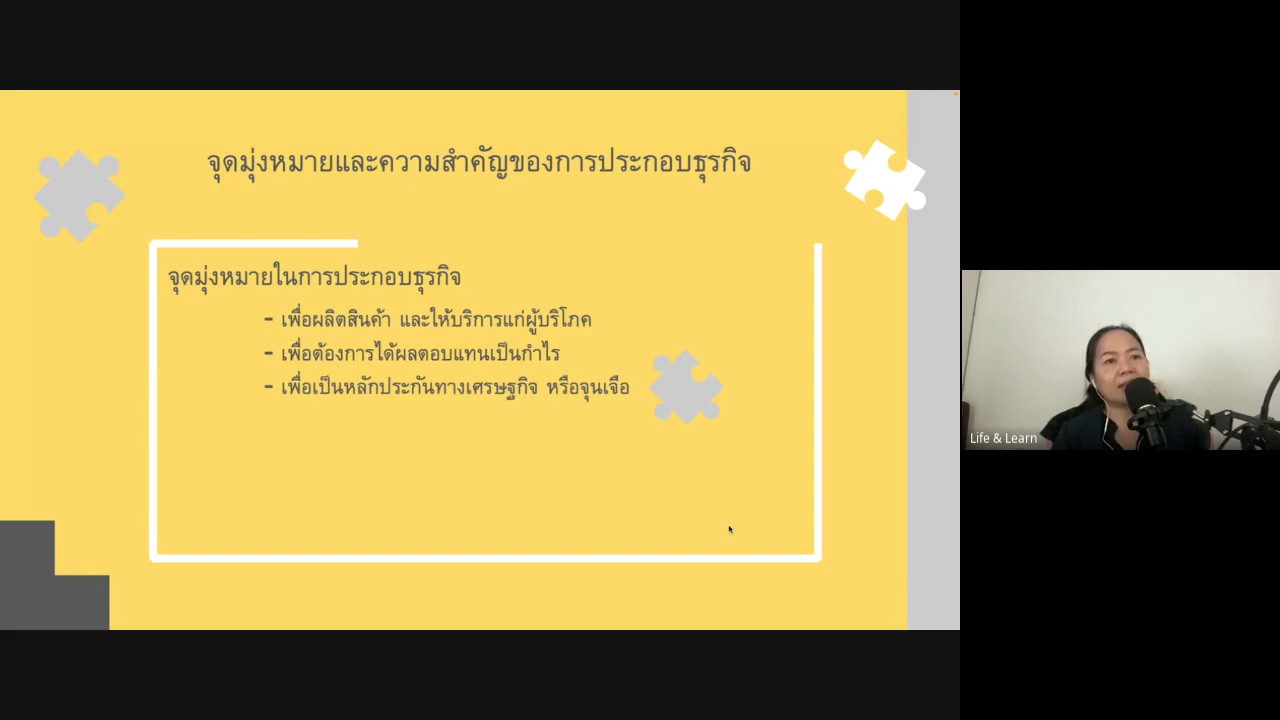 จุดมุ่งหมายและความสำคัญของการประกอบธุรกิจ
จุดมุ่งหมายในการประกอบธุรกิจ
- เพื่อผลิตสินค้า และให้บริการแก่ผู้บริโภค
- เพื่อต้องการได้ผลตอบแทนเป็นกำไร
- เพื่อเป็นหลักประกันทางเศรษฐกิจ หรือจุนเจือ
Life & Learn